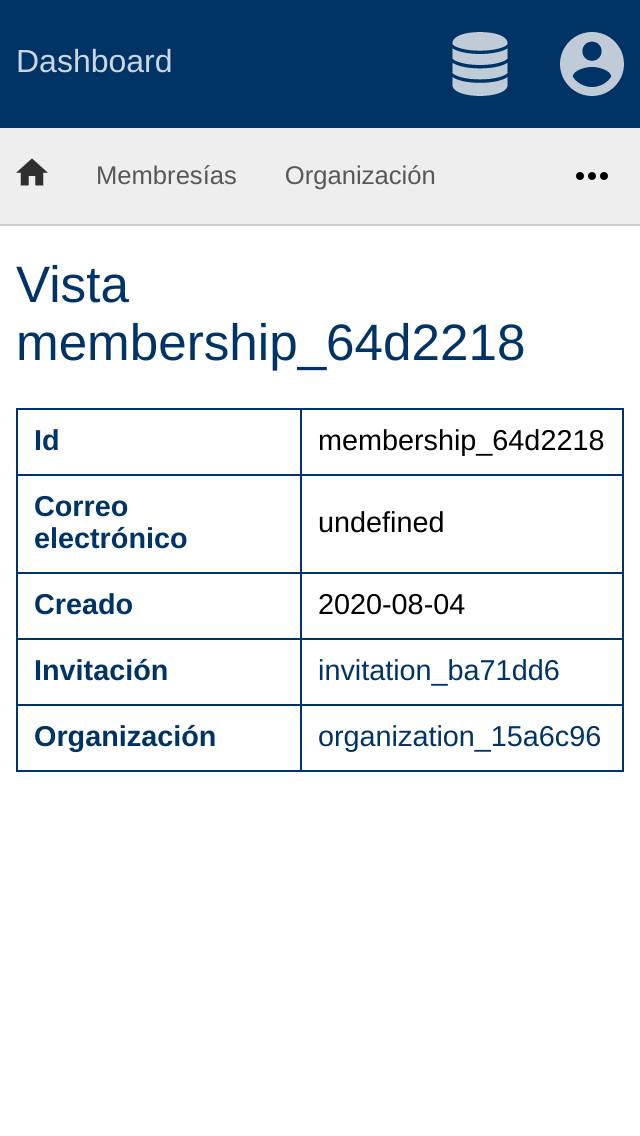 Dashboard
Membresías Organización
Vista
membership_64d2218
Id membership_64d2218
Correo
electrónico undefined
Creado 2020-08-04
Invitación invitation_ba71dd6
Organización organization_15a6c96